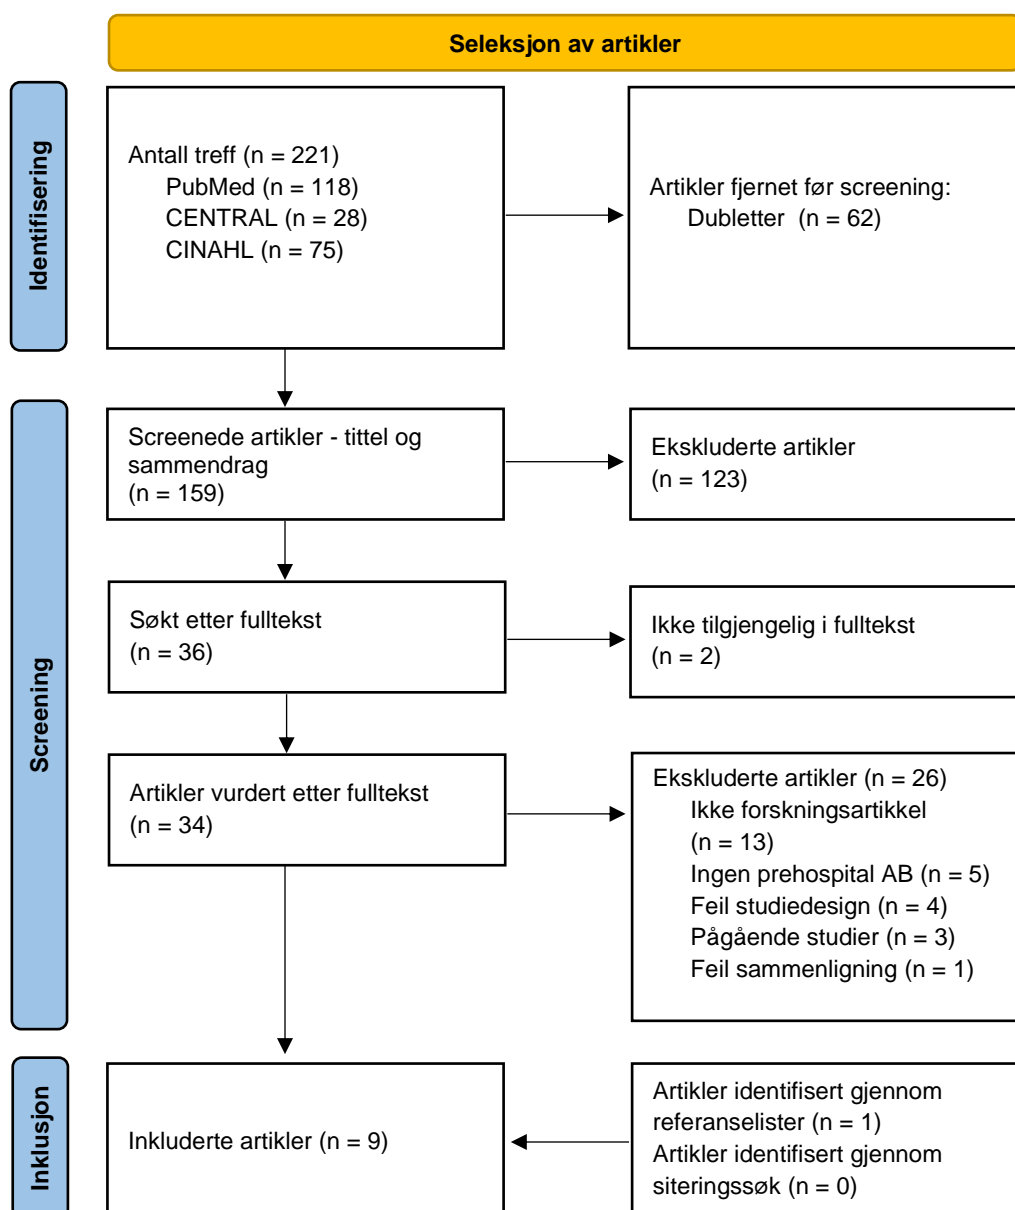 Seleksjon av artikler
Identifisering
Antall treff (n = 221)
PubMed (n = 118)
CENTRAL (n = 28)
CINAHL (n = 75)
Artikler fjernet før screening:
Dubletter  (n = 62)
Screening
Screenede artikler - tittel og
sammendrag
(n = 159)
Ekskluderte artikler
(n = 123)
Søkt etter fulltekst
(n = 36)
Ikke tilgjengelig i fulltekst
(n = 2)
Artikler vurdert etter fulltekst
(n = 34)
Ekskluderte artikler (n = 26)
Ikke forskningsartikkel
(n = 13)
Ingen prehospital AB (n = 5)
Feil studiedesign (n = 4)
Pågående studier (n = 3)
Feil sammenligning (n = 1)
Inklusjon
Inkluderte artikler (n = 9)
Artikler identifisert gjennom
referanselister (n = 1)
Artikler identifisert gjennom
siteringssøk (n = 0)